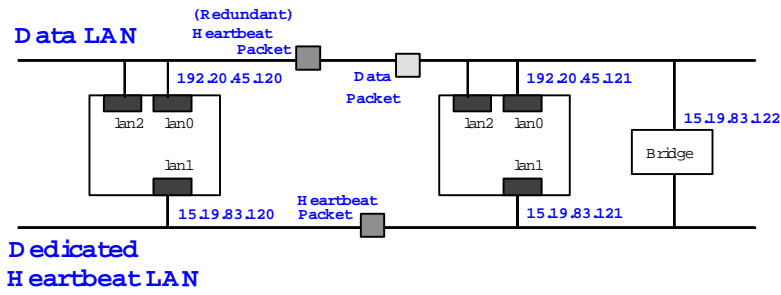 (Redundant)
Heartbeat
Packet
Data LAN
192.20.45.120
Data
Packet
192.20.45.121
15.19.83.122
lan2
lan0
lan2
lan0
lan1
lan1
Bridge
15.19.83.120
Heartbeat
Packet
15.19.83.121
Dedicated
Heartbeat LAN